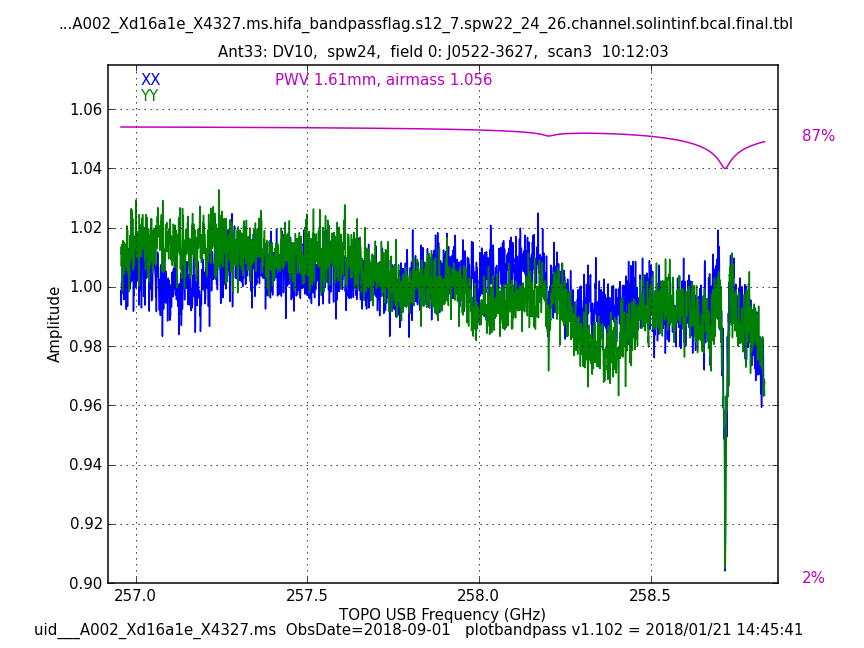 ...A002_Xd16a1e_X4327.ms.hifa_bandpassflag.s12_7.spw22_24_26.channel.solintinf.bcal.final.tbl
Ant33: DV10,  spw24,  field 0: J0522-3627,  scan3  10:12:03
XX
PWV 1.61mm, airmass 1.056
YY
1.06
87%
1.04
1.02
1.00
Amplitude
0.98
0.96
0.94
0.92
0.90
2%
257.0 257.5 258.0 258.5
TOPO USB Frequency (GHz)
uid___A002_Xd16a1e_X4327.ms  ObsDate=2018-09-01   plotbandpass v1.102 = 2018/01/21 14:45:41